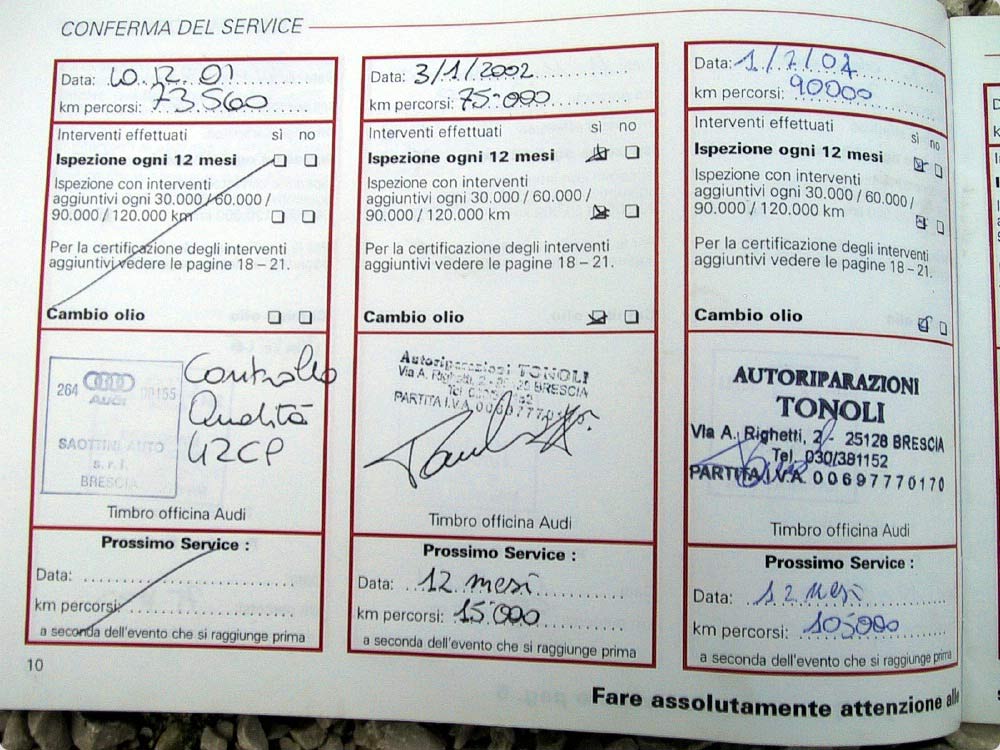 CONFERMA DEL SERVICE
Data: 10.12.01
km percorsi: 73560
Interventi effettuati sì no
Ispezione ogni 12 mesi
Ispezione con interventi
aggiuntivi ogni 30.000 / 60.000 /
90.000 / 120.000 km
Per la certificazione degli interventi
aggiuntivi vedere le pagine 18 – 21.
Cambio olio
264
Audi
SAOTTINI AUTO
s.r.l.
BRESCIA
Controllo
Qualità
42CP
Timbro officina Audi
Prossimo Service :
Data:
km percorsi:
a seconda dell'evento che si raggiunge prima
Data: 3/1/2002
km percorsi: 75.000
Interventi effettuati sì no
Ispezione ogni 12 mesi
Ispezione con interventi
aggiuntivi ogni 30.000 / 60.000 /
90.000 / 120.000 km
Per la certificazione degli interventi
aggiuntivi vedere le pagine 18 – 21.
Cambio olio
Autoriparazioni TONOLI
Via A. Righetti, 2 - BRESCIA
PARTITA I.V.A.
Timbro officina Audi
Prossimo Service :
Data: 12 mesi
km percorsi: 15.000
a seconda dell'evento che si raggiunge prima
Data: 1/7/02
km percorsi: 90000
Interventi effettuati sì no
Ispezione ogni 12 mesi
Ispezione con interventi
aggiuntivi ogni 30.000 / 60.000 /
90.000 / 120.000 km
Per la certificazione degli interventi
aggiuntivi vedere le pagine 18 – 21.
Cambio olio
AUTORIPARAZIONI
TONOLI
Via A. Righetti, 2 - 25128 BRESCIA
Tel. 030/381152
PARTITA I.V.A. 00697770170
Timbro officina Audi
Prossimo Service :
Data: 12 mesi
km percorsi: 105000
a seconda dell'evento che si raggiunge prima
10
Fare assolutamente attenzione